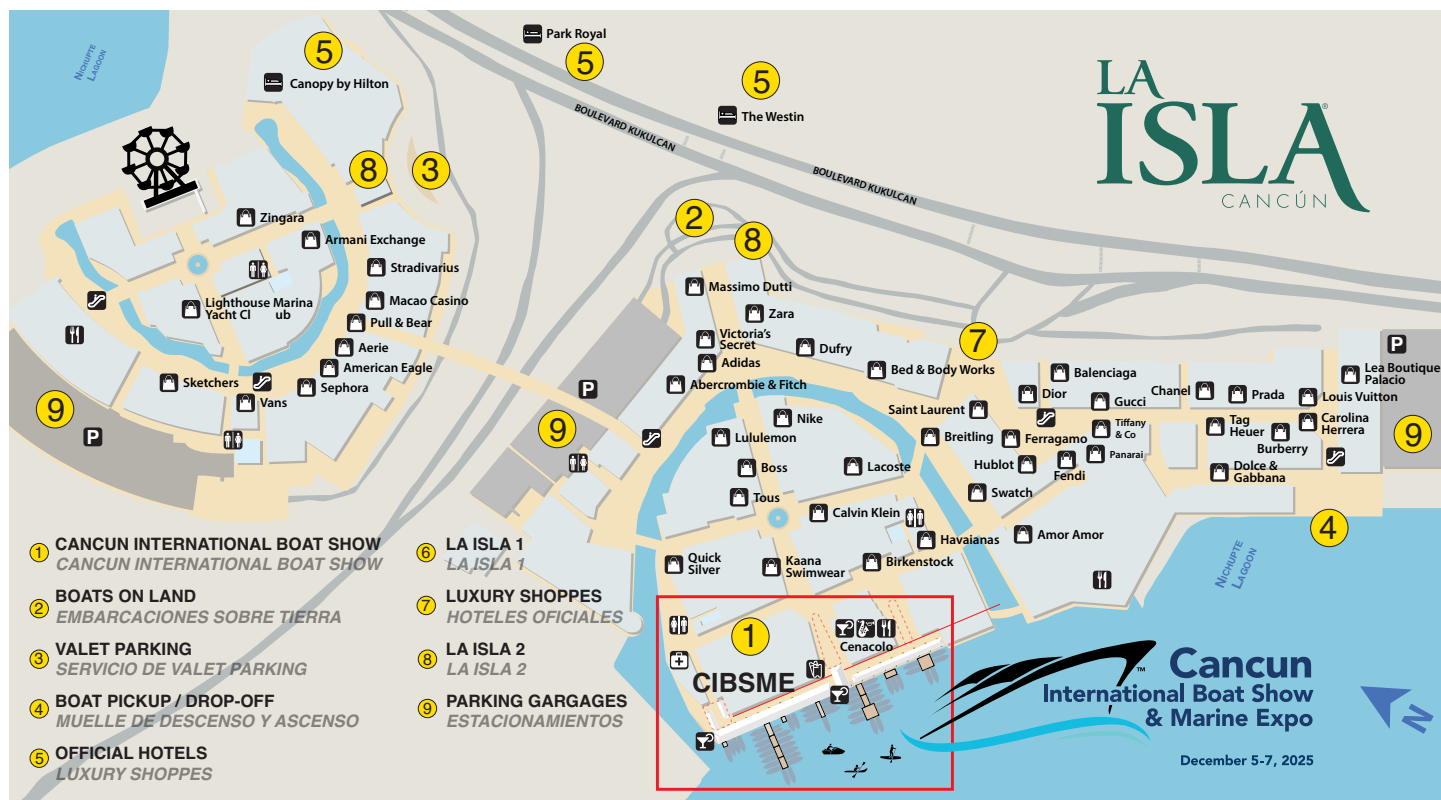 NICHUPTE
LAGOON
5
Canopy by Hilton
Park Royal
5
5
The Westin
BOULEVARD KUKULCAN
BOULEVARD KUKULCAN
LA
ISLA®
CANCÚN
8
3
2
8
Zingara
Armani Exchange
Stradivarius
Lighthouse Marina
Yacht Cl ub
Macao Casino
Pull & Bear
Aerie
American Eagle
Sketchers
Sephora
Vans
9
P
P
9
Massimo Dutti
Zara
Victoria's
Secret
Dufry
Adidas
Bed & Body Works
Abercrombie & Fitch
Nike
Lululemon
Boss
Lacoste
Tous
Calvin Klein
Quick
Silver
Kaana
Swimwear
Birkenstock
Havaianas
7
Balenciaga
Dior
Gucci
Chanel
Prada
P
Lea Boutique
Palacio
Louis Vuitton
Saint Laurent
Breitling
Ferragamo
Tiffany
& Co
Tag
Heuer
Burberry
Carolina
Herrera
9
Hublot
Fendi
Panarai
Dolce &
Gabbana
Swatch
Amor Amor
4
NICHUPTE
LAGOON
1 CANCUN INTERNATIONAL BOAT SHOW
CANCUN INTERNATIONAL BOAT SHOW
2 BOATS ON LAND
EMBARCACIONES SOBRE TIERRA
3 VALET PARKING
SERVICIO DE VALET PARKING
4 BOAT PICKUP / DROP-OFF
MUELLE DE DESCENSO Y ASCENSO
5 OFFICIAL HOTELS
LUXURY SHOPPES
6 LA ISLA 1
LA ISLA 1
7 LUXURY SHOPPES
HOTELES OFICIALES
8 LA ISLA 2
LA ISLA 2
9 PARKING GARGAGES
ESTACIONAMIENTOS
1
Cenacolo
CIBSME
™
Cancun
International Boat Show
& Marine Expo
December 5-7, 2025
N